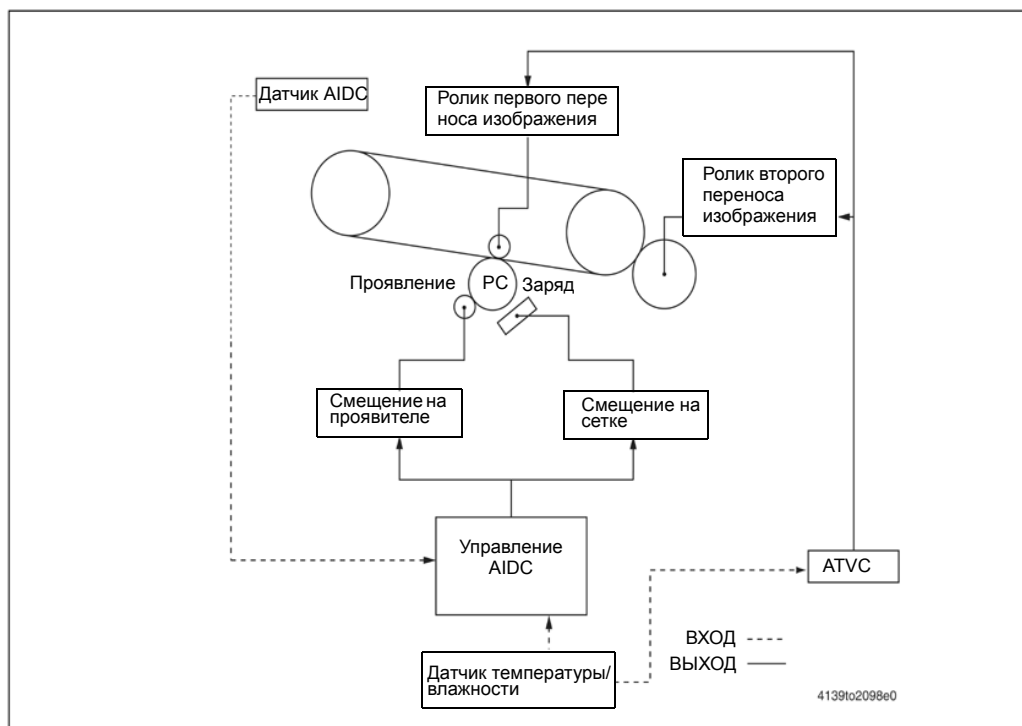 Датчик AIDC
Ролик первого пере
носа изображения
Ролик второго
переноса
изображения
Проявление
PC
Заряд
Смещение на
проявителе
Смещение на
сетке
Управление
AIDC
ATVC
ВХОД
ВЫХОД
Датчик температуры/
влажности
4139to2098e0